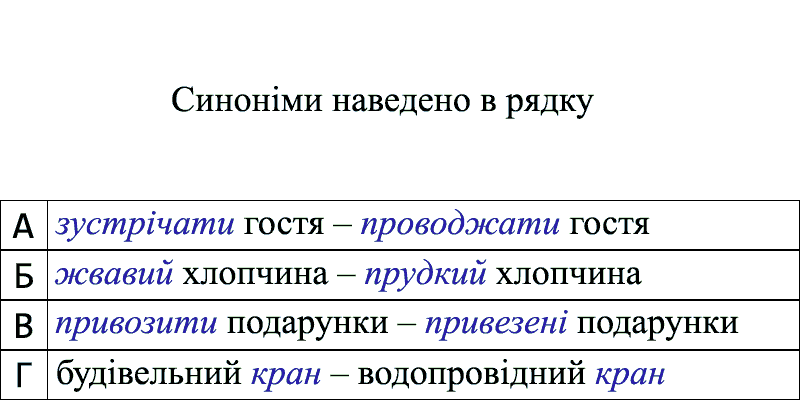 Синоніми наведено в рядку
А зустрічати гостя – проводжати гостя
Б жвавий хлопчина – прудкий хлопчина
В привозити подарунки – привезені подарунки
Г будівельний кран – водопровідний кран